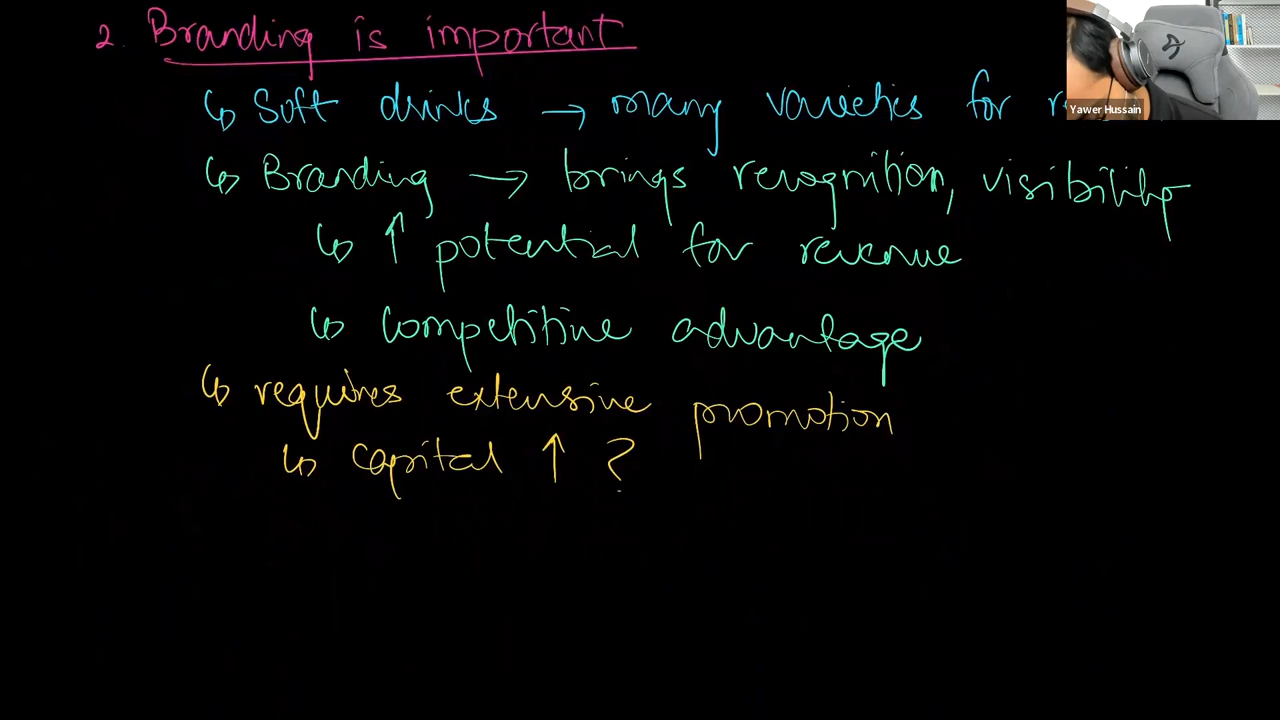 2. Branding is important
↳ Soft drinks → many varieties for
↳ Branding → brings recognition, visibility
↳ ↑ potential for revenue
↳ competitive advantage
↳ requires extensive promotion
↳ capital ↑ ?
Yawer Hussain